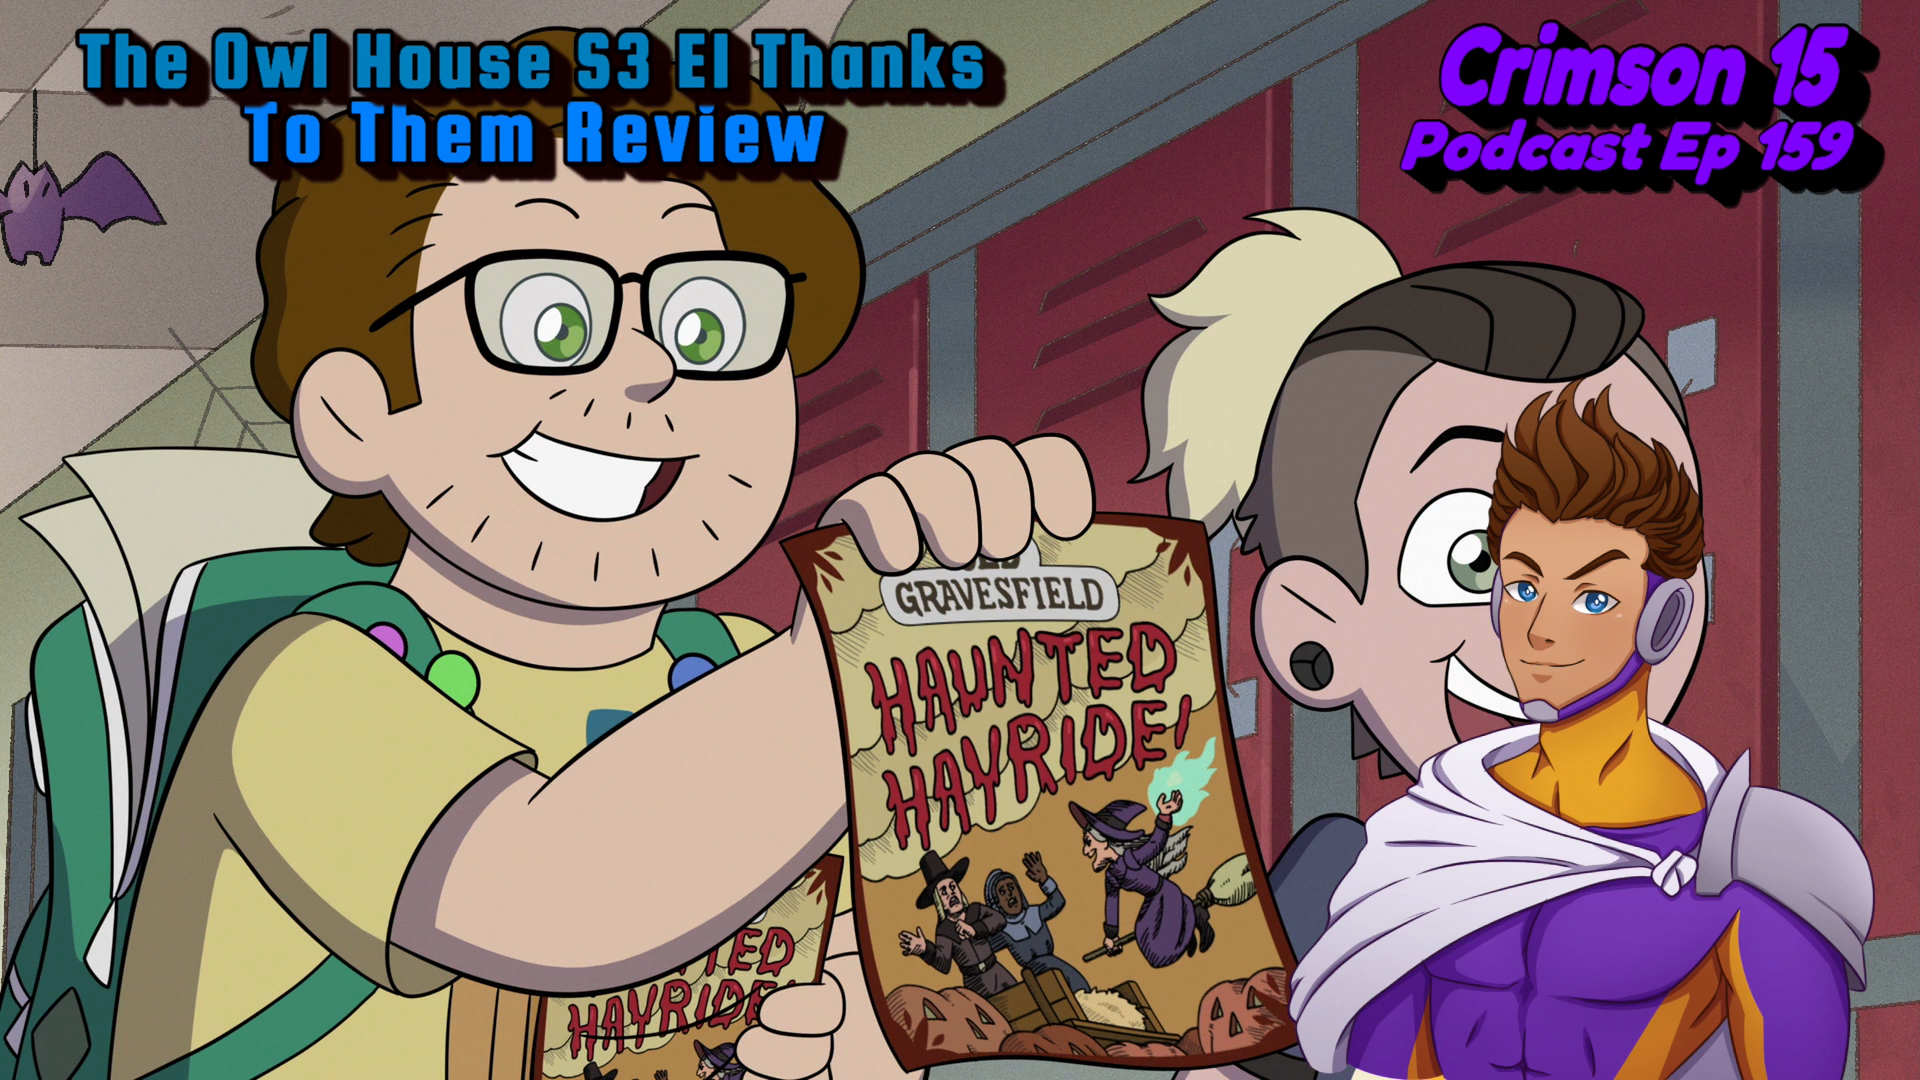 The Owl House S3 E1 Thanks
To Them Review
Crimson 15
Podcast Ep 159
GRAVESFIELD
HAUNTED
HAYRIDE!
HAYRIDE!